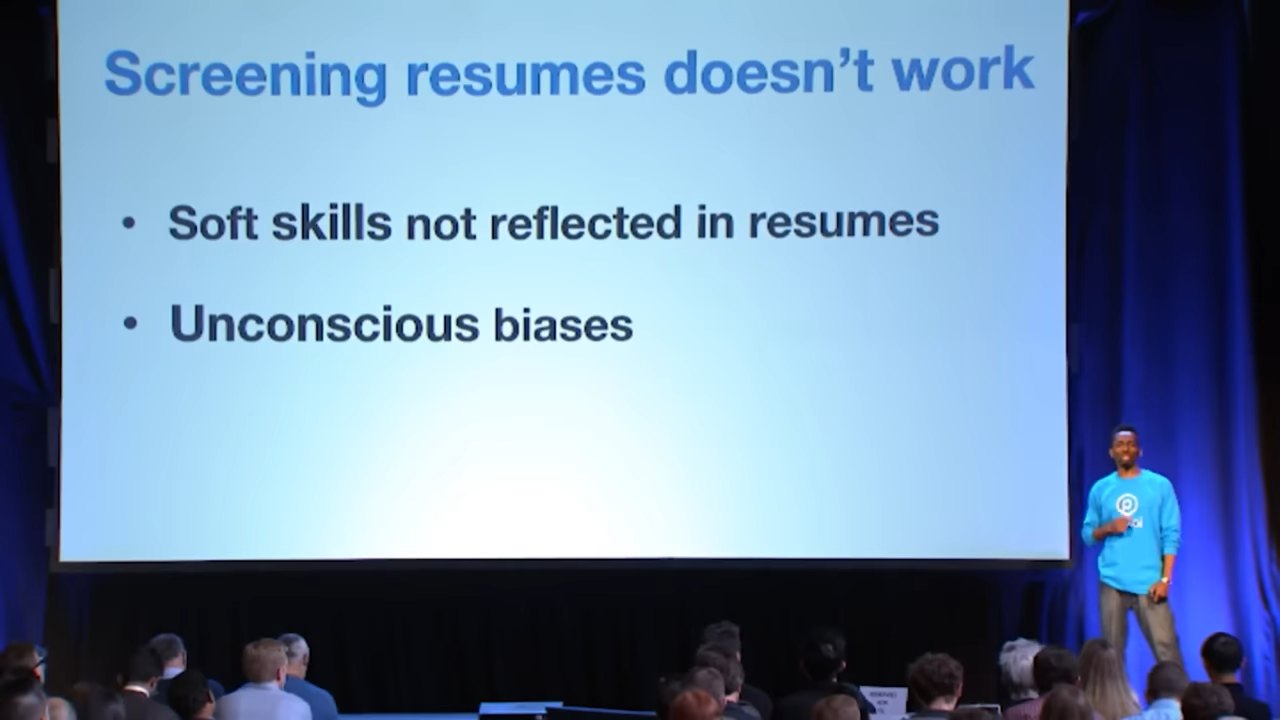 Screening resumes doesn’t work
• Soft skills not reflected in resumes
• Unconscious biases